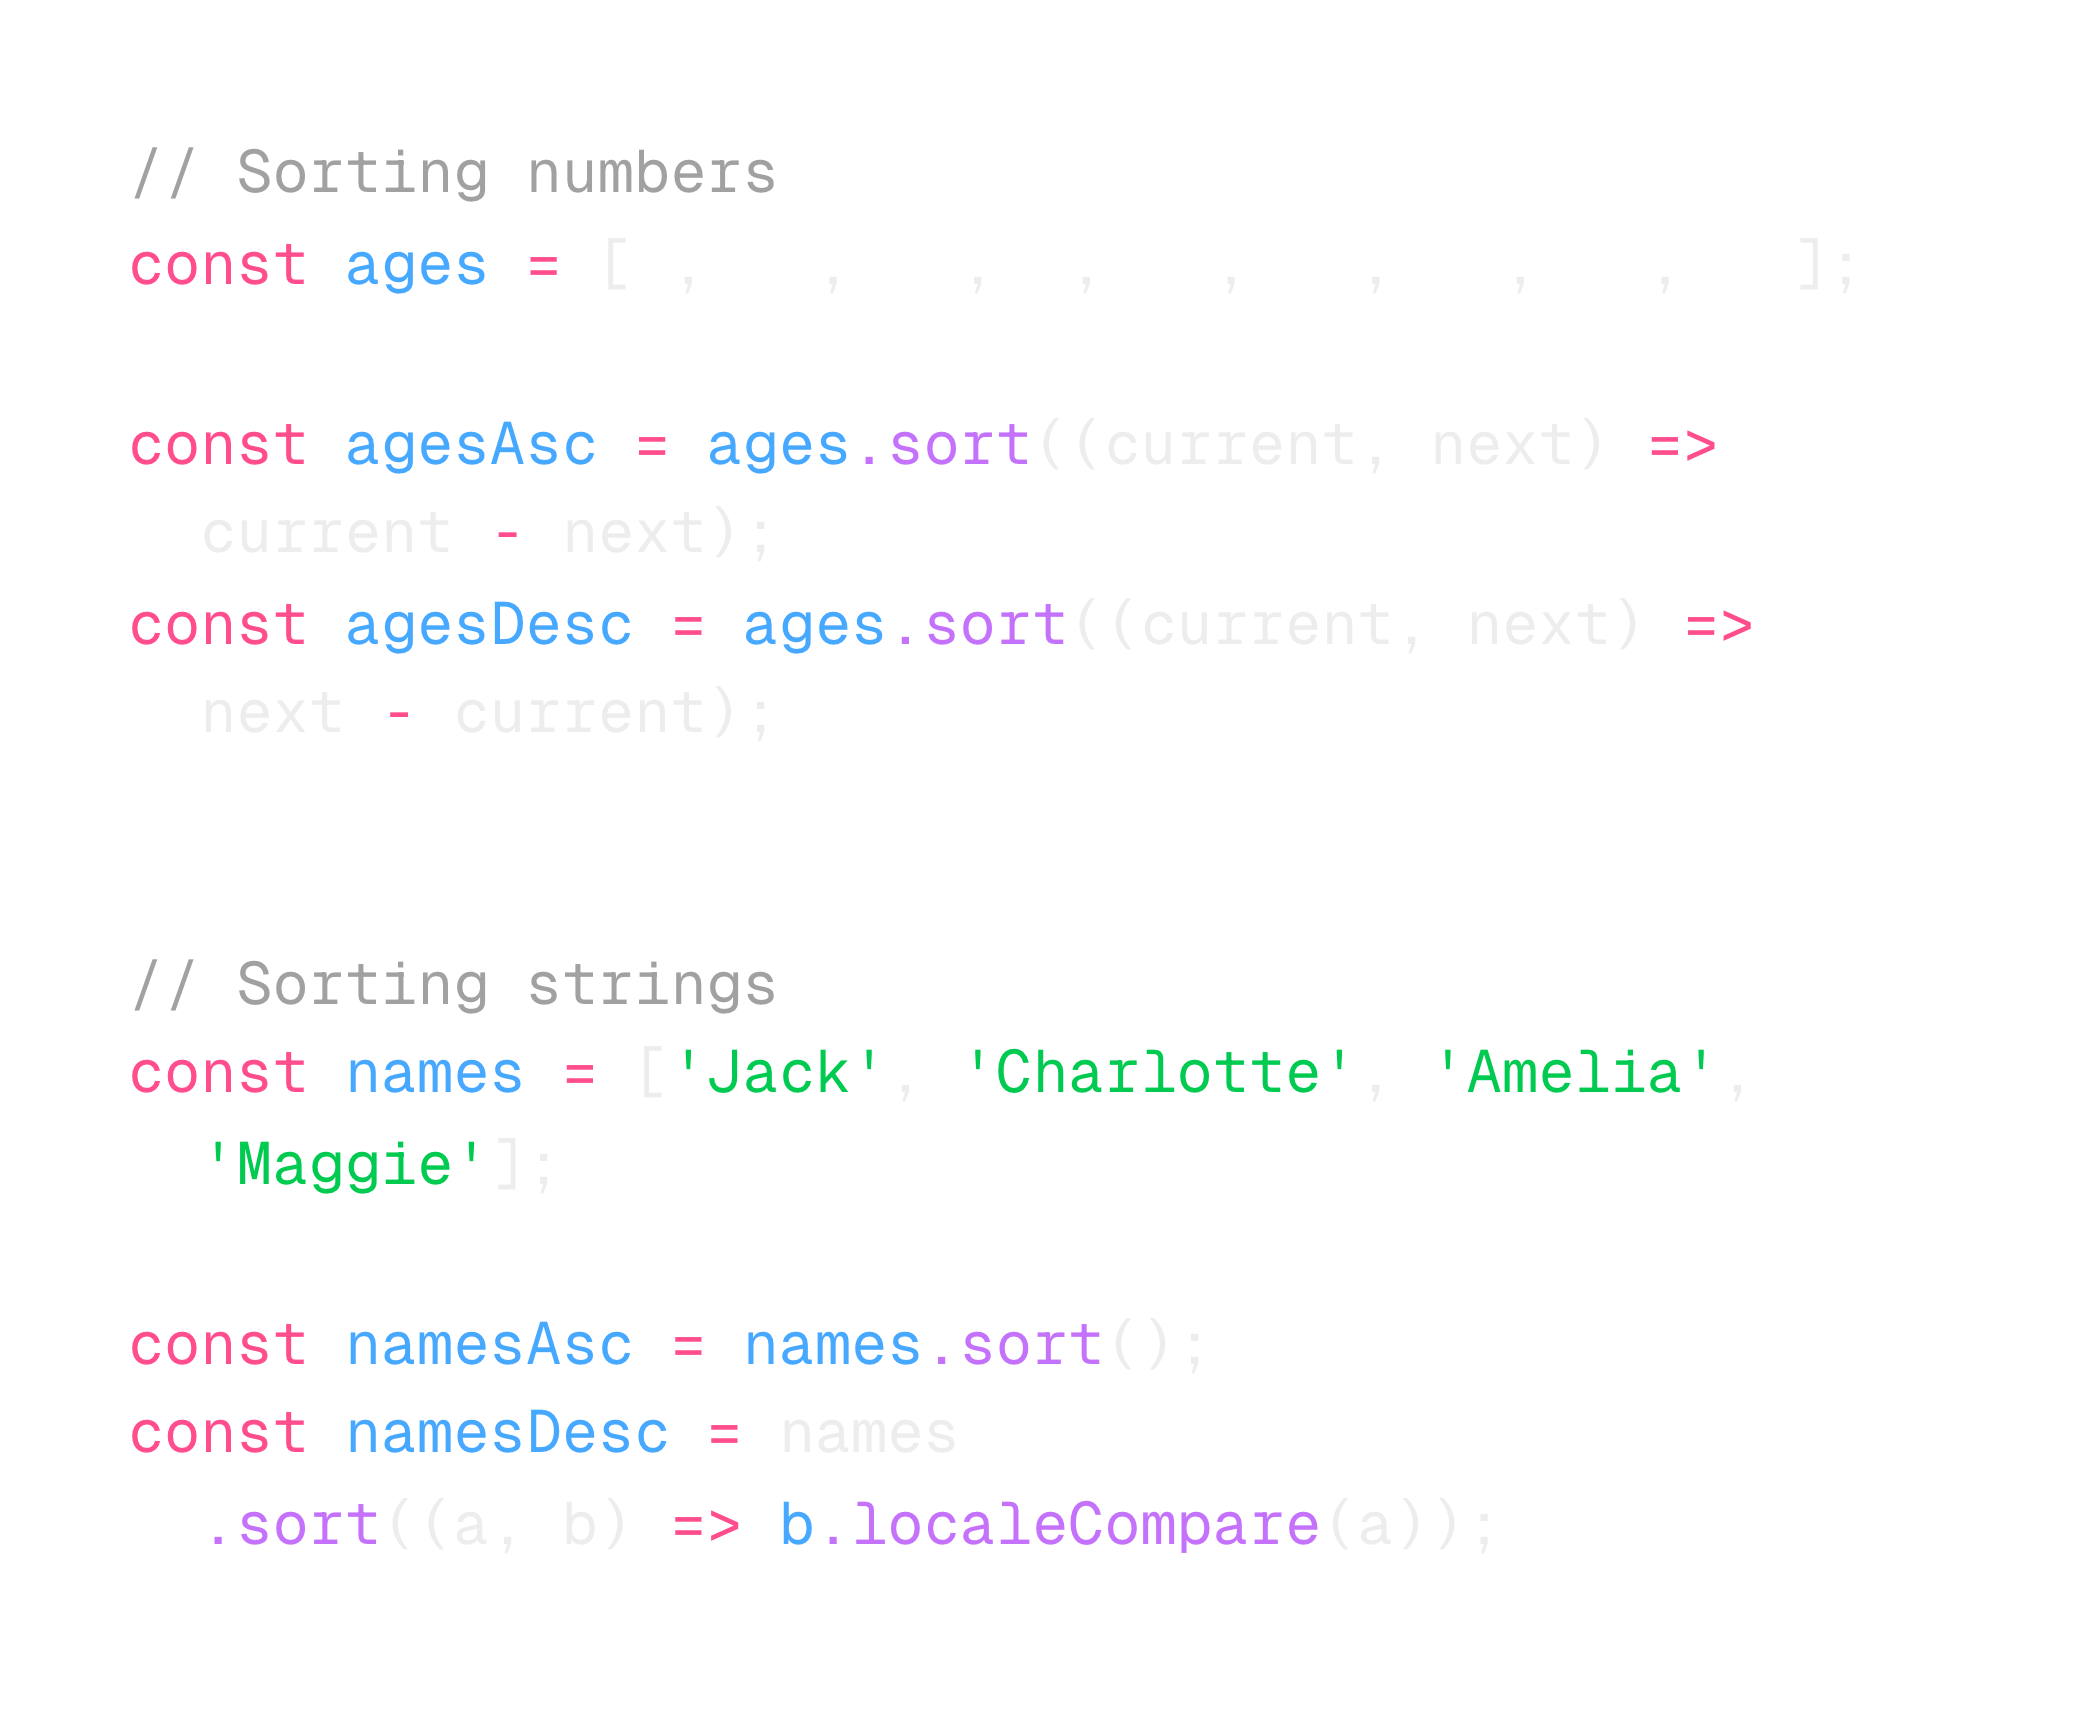 // Sorting numbers
const ages = [ ,   ,   ,  ,   ,   ,   ,   ,   ];
const agesAsc = ages.sort((current, next) =>
current - next);
const agesDesc = ages.sort((current, next) =>
next - current);
// Sorting strings
const names = ['Jack', 'Charlotte', 'Amelia',
'Maggie'];
const namesAsc = names.sort();
const namesDesc = names
.sort((a, b) => b.localeCompare(a));